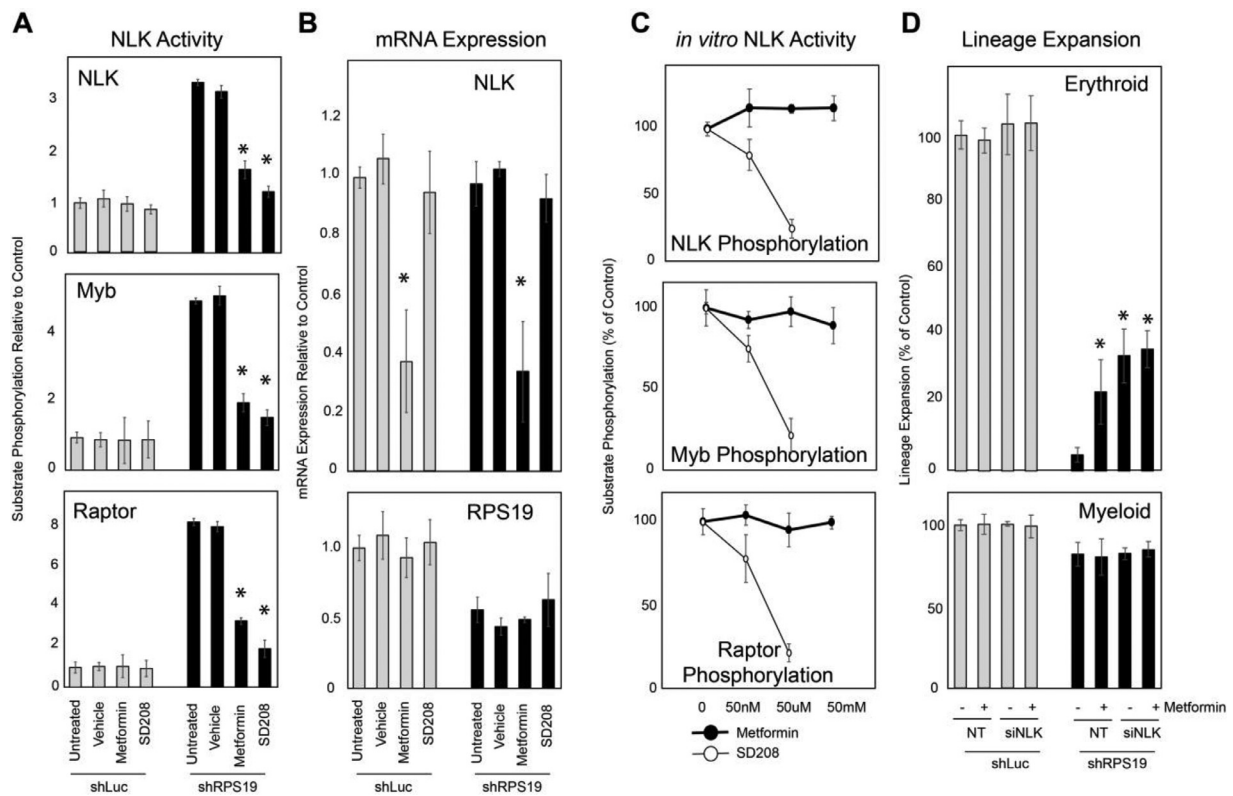 A
NLK Activity
Substrate Phosphorylation Relative to Control
NLK
3
2
1
0
*
*
Myb
4
2
0
*
*
Raptor
8
6
4
2
0
*
*
Untreated
Vehicle
Metformin
SD208
Untreated
Vehicle
Metformin
SD208
shLuc
shRPS19
B
mRNA Expression
mRNA Expression Relative to Control
NLK
1.2
1.0
0.8
0.6
0.4
0.2
0
*
*
RPS19
1.0
0.5
0
Untreated
Vehicle
Metformin
SD208
Untreated
Vehicle
Metformin
SD208
shLuc
shRPS19
C
in vitro NLK Activity
Substrate Phosphorylation (% of Control)
100
50
0
NLK Phosphorylation
100
50
0
Myb Phosphorylation
100
50
0
Raptor
Phosphorylation
0 50nM 50uM 50mM
Metformin
SD208
D
Lineage Expansion
Lineage Expansion (% of Control)
Erythroid
100
80
60
40
20
0
*
*
*
Myeloid
100
50
0
- + - + - + - + Metformin
NT siNLK NT siNLK
shLuc shRPS19